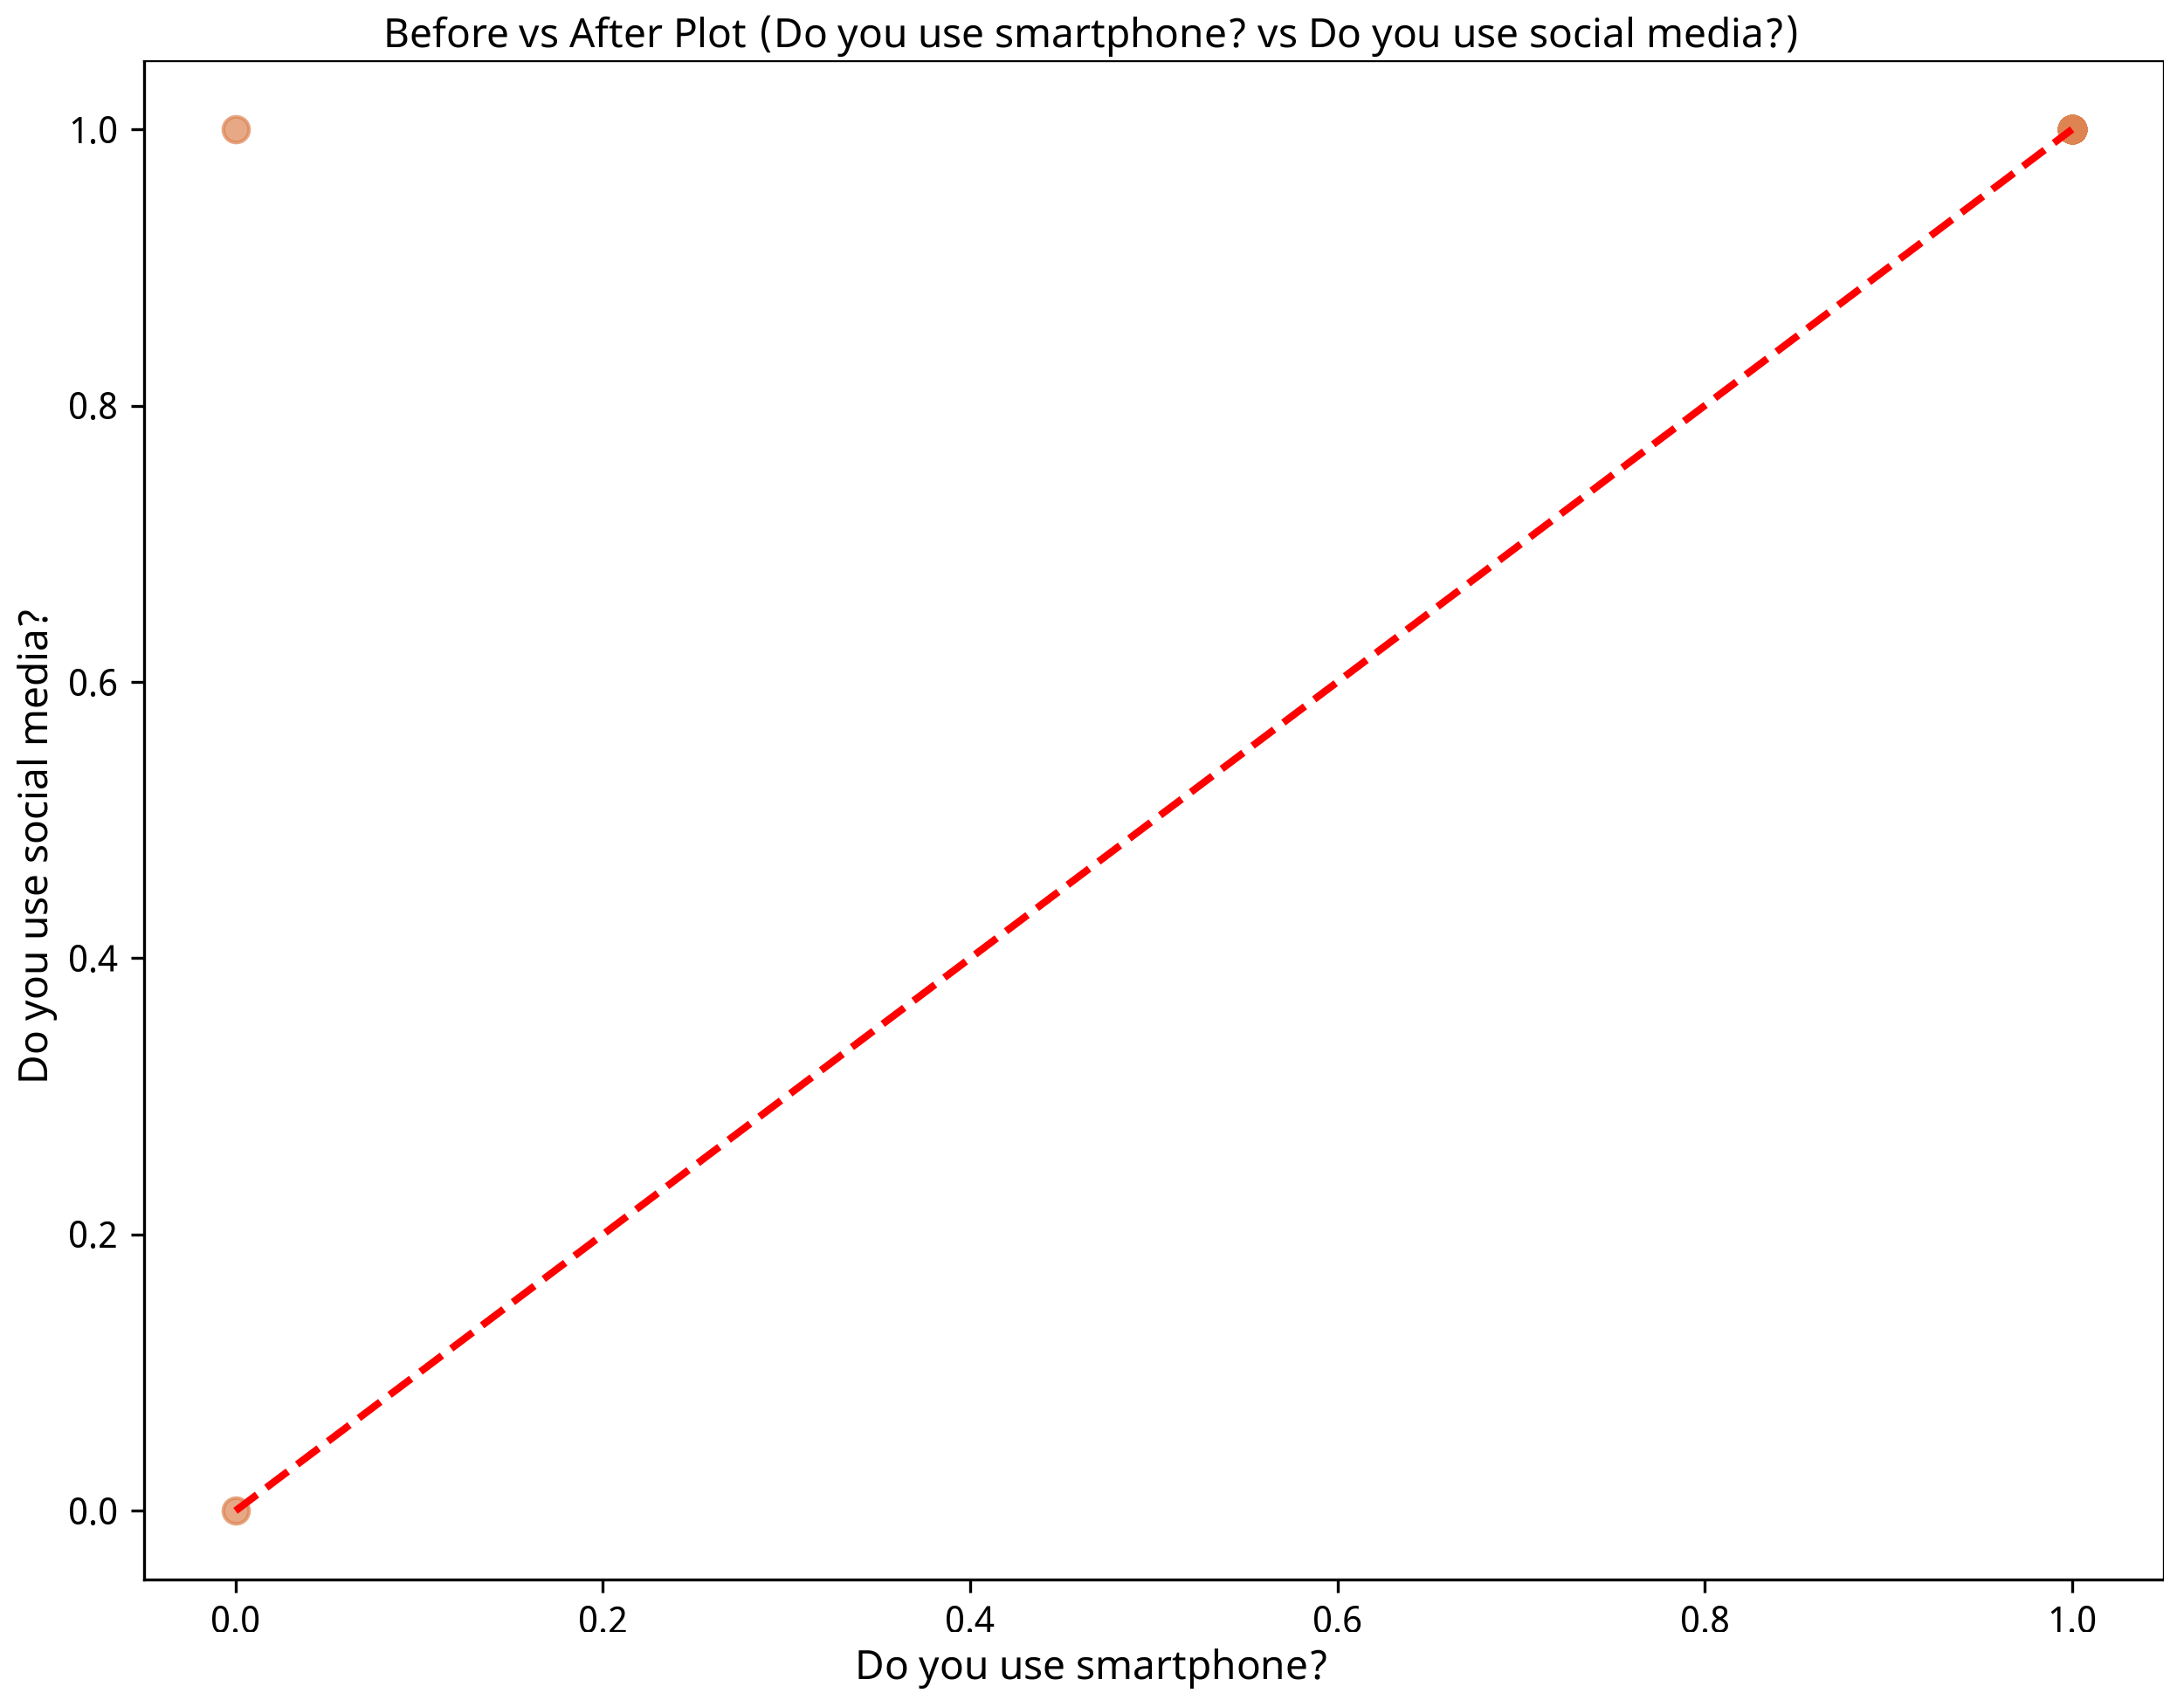 Before vs After Plot (Do you use smartphone? vs Do you use social media?)
1.0
0.8
0.6
0.4
0.2
0.0
Do you use social media?
0.0 0.2 0.4 0.6 0.8 1.0
Do you use smartphone?